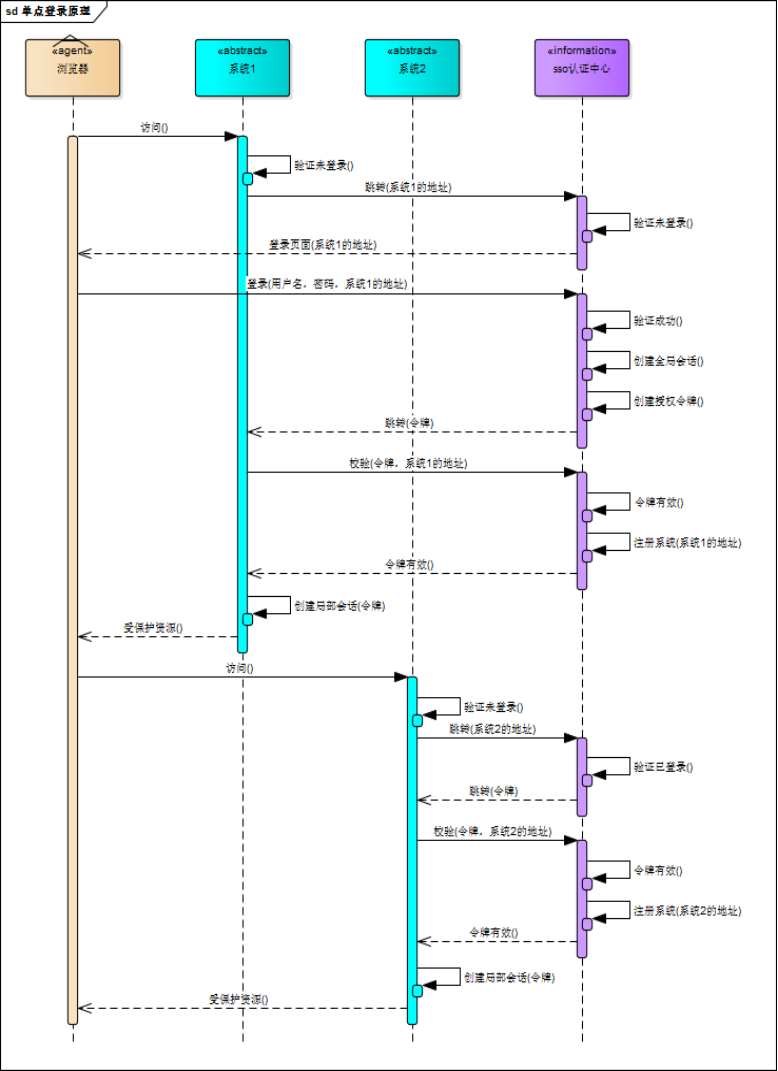 sd 单点登录原理
«agent»
浏览器
«abstract»
系统1
«abstract»
系统2
«information»
sso认证中心
访问()
验证未登录()
跳转(系统1的地址)
验证未登录()
登录页面(系统1的地址)
登录(用户名，密码，系统1的地址)
验证成功()
创建全局会话()
创建授权令牌()
跳转(令牌)
校验(令牌，系统1的地址)
令牌有效()
注册系统(系统1的地址)
令牌有效()
创建局部会话(令牌)
受保护资源()
访问()
验证未登录()
跳转(系统2的地址)
验证已登录()
跳转(令牌)
校验(令牌，系统2的地址)
令牌有效()
注册系统(系统2的地址)
令牌有效()
创建局部会话(令牌)
受保护资源()